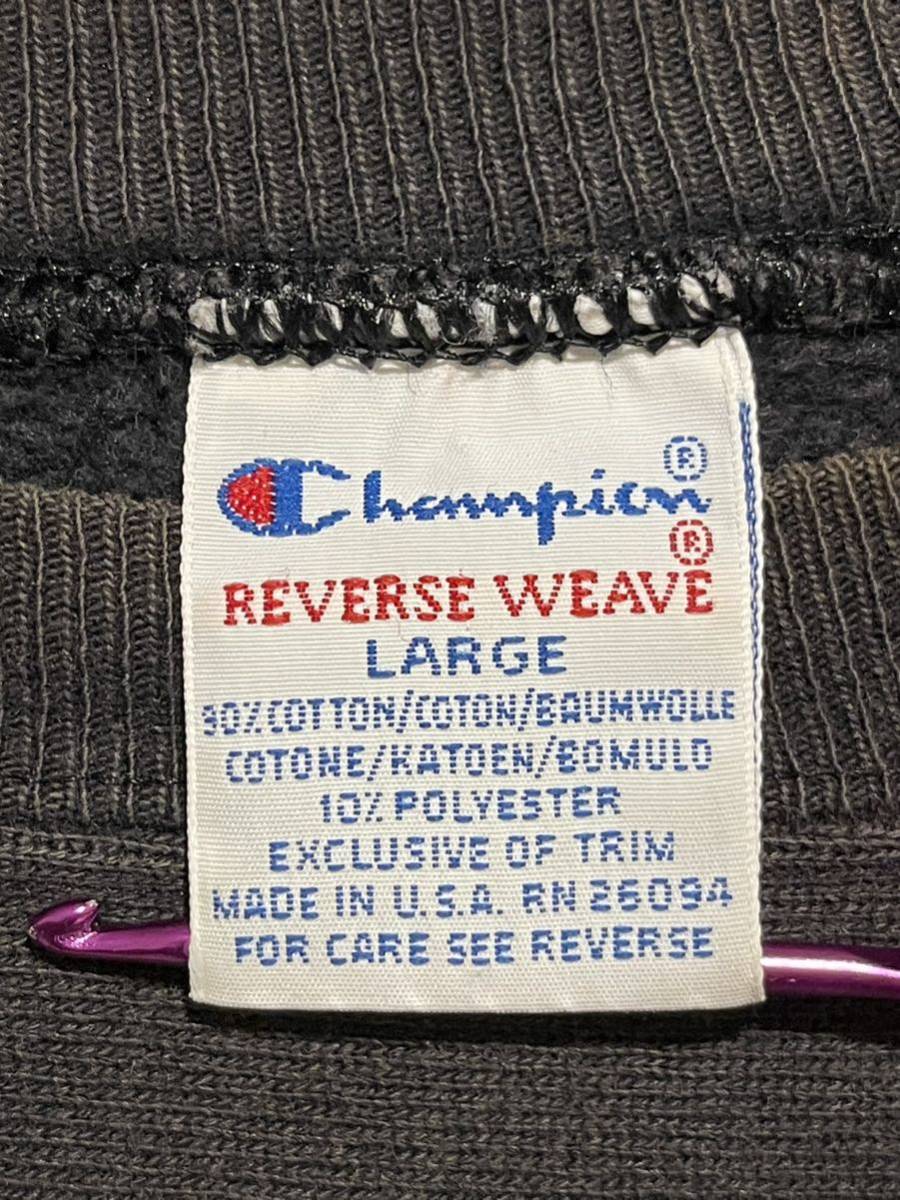 Champion®
®
REVERSE WEAVE
LARGE
90% COTTON/COTON/BAUMWOLLE
COTONE/KATOEN/BOMULD
10% POLYESTER
EXCLUSIVE OF TRIM
MADE IN U.S.A. RN 26094
FOR CARE SEE REVERSE